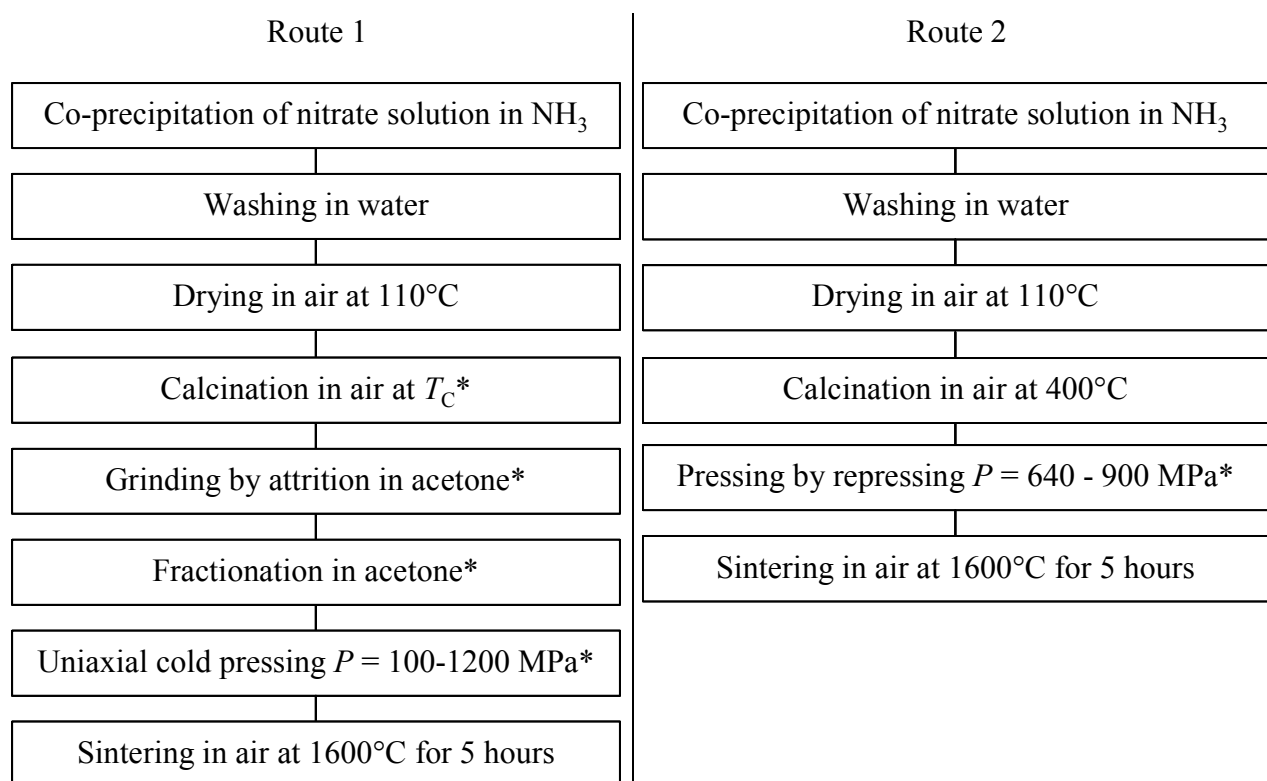 Route 1
Co-precipitation of nitrate solution in NH₃
Washing in water
Drying in air at 110°C
Calcination in air at T_C*
Grinding by attrition in acetone*
Fractionation in acetone*
Uniaxial cold pressing P = 100-1200 MPa*
Sintering in air at 1600°C for 5 hours
Route 2
Co-precipitation of nitrate solution in NH₃
Washing in water
Drying in air at 110°C
Calcination in air at 400°C
Pressing by repressing P = 640 - 900 MPa*
Sintering in air at 1600°C for 5 hours